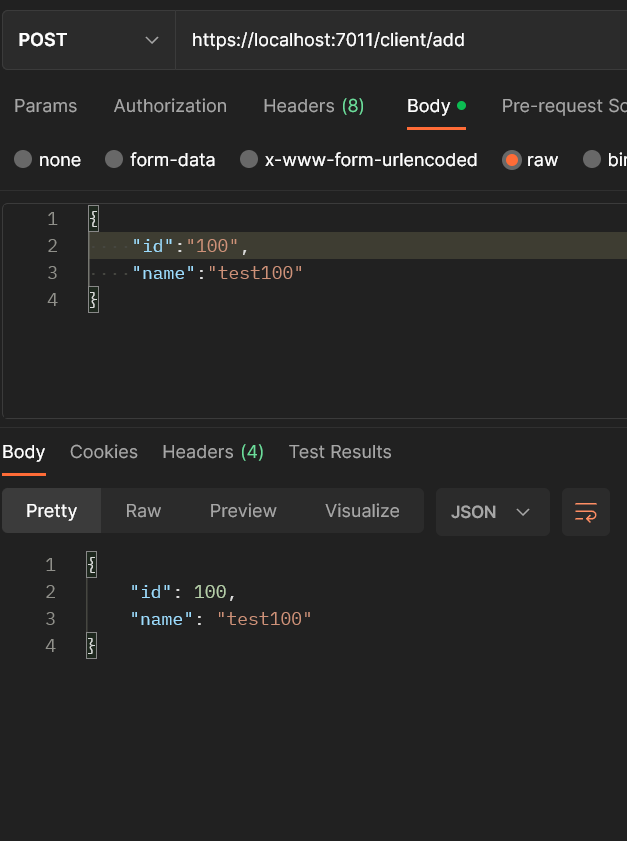 POST https://localhost:7011/client/add
Params Authorization Headers (8) Body Pre-request Sc
none form-data x-www-form-urlencoded raw bin
1 {
2 "id":"100",
3 "name":"test100"
4 }
Body Cookies Headers (4) Test Results
Pretty Raw Preview Visualize JSON
1 {
2 "id": 100,
3 "name": "test100"
4 }